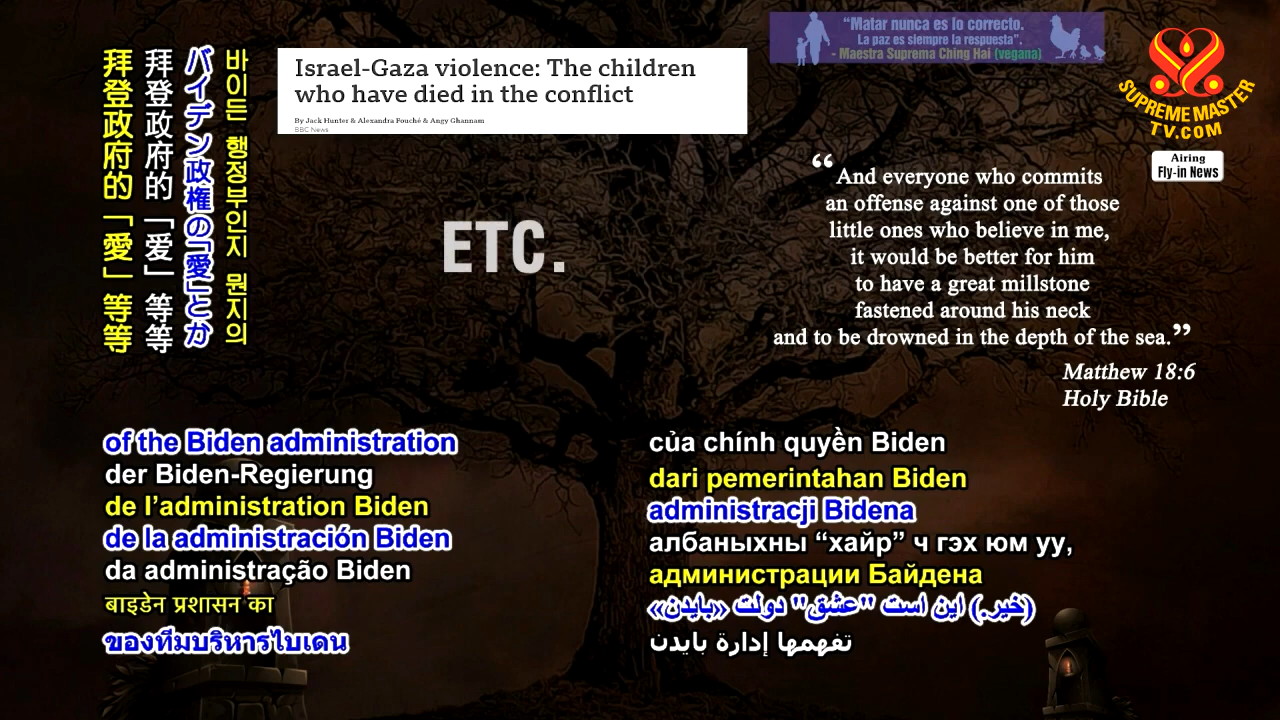 拜登政府的「愛」等等
拜登政府的「爱」等等
バイデン政権の「愛」とか
바이든 행정부인지 뭔지의
Israel-Gaza violence: The children
who have died in the conflict
By Jack Hunter & Alexandra Fouché & Angy Ghannam
BBC News
“Matar nunca es lo correcto.
La paz es siempre la respuesta”.
- Maestra Suprema Ching Hai (vegana)
SUPREME MASTER
TV.COM
Airing
Fly-in News
ETC.
“And everyone who commits
an offense against one of those
little ones who believe in me,
it would be better for him
to have a great millstone
fastened around his neck
and to be drowned in the depth of the sea.”
Matthew 18:6
Holy Bible
of the Biden administration
der Biden-Regierung
de l’administration Biden
de la administración Biden
da administração Biden
बाइडेन प्रशासन का
ของทีมบริหารไบเดน
của chính quyền Biden
dari pemerintahan Biden
administracji Bidena
албаныхны “хайр” ч гэх юм уу,
администрации Байдена
(خیر.) این است "عشق" دولت «بایدن»
تفهمها إدارة بايدن